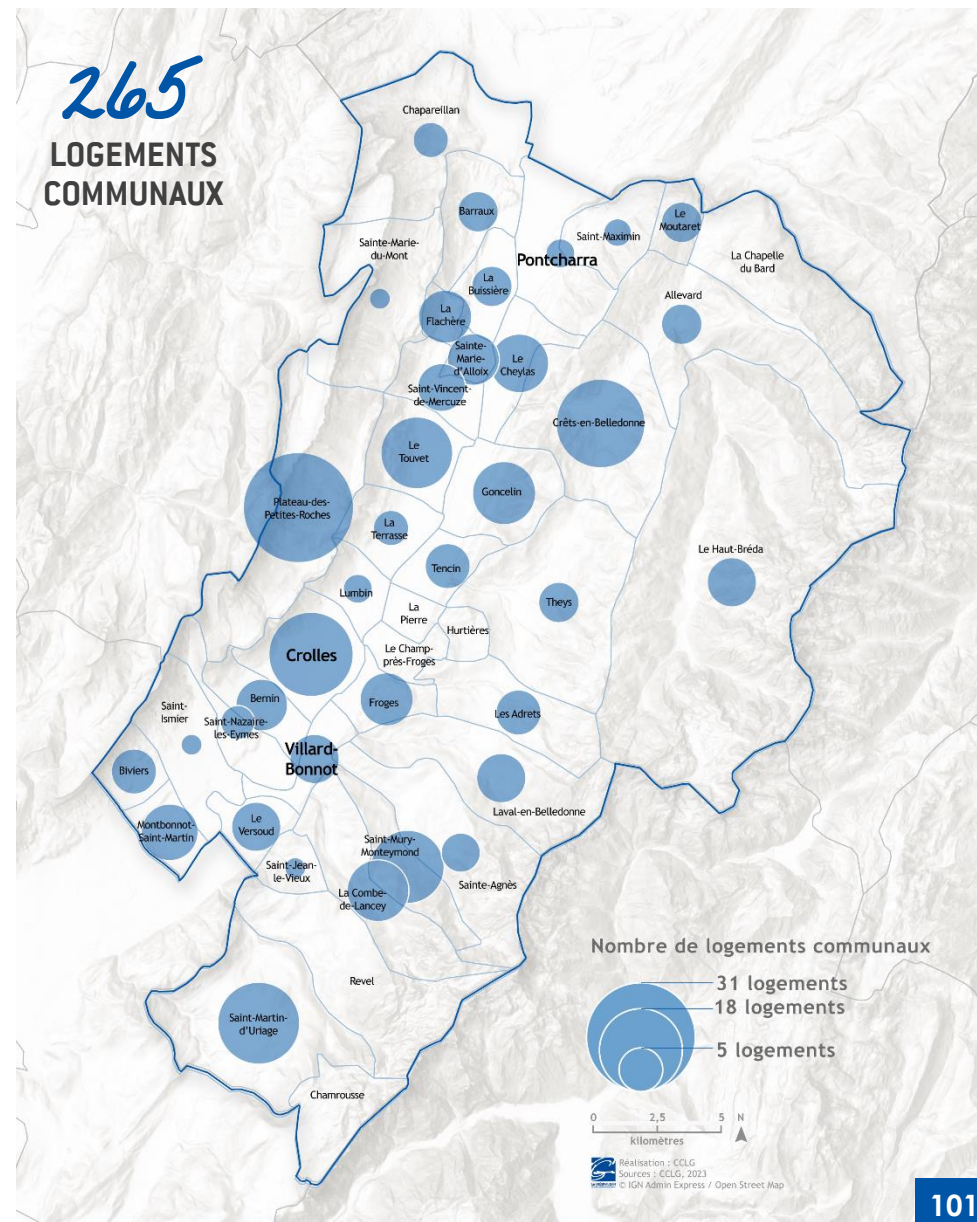 265
LOGEMENTS
COMMUNAUX
Chapareillan
Barraux
Sainte-Marie-
du-Mont
Saint-Maximin
Le
Moutaret
Pontcharra
La Chapelle
du Bard
La
Buissière
Allevard
La
Flachère
Sainte-
Marie-
d'Alloix
Le
Cheylas
Saint-Vincent-
de-Mercuze
Crêts-en-Belledonne
Le
Touvet
Goncelin
Plateau-des-
Petites-Roches
La
Terrasse
Le Haut-Bréda
Tencin
Lumbin
Theys
La
Pierre
Hurtières
Crolles
Le Champ-
près-Froges
Bernin
Froges
Saint-
Ismier
Saint-Nazaire-
les-Eymes
Les Adrets
Villard-
Bonnot
Biviers
Laval-en-Belledonne
Montbonnot-
Saint-Martin
Le
Versoud
Saint-Mury-
Monteymond
Saint-Jean-
le-Vieux
Sainte-Agnès
La Combe-
de-Lancey
Revel
Saint-Martin-
d'Uriage
Chamrousse
Nombre de logements communaux
31 logements
18 logements
5 logements
0 2,5 5 N
kilomètres
Réalisation : CCLG
Sources : CCLG, 2023
© IGN Admin Express / Open Street Map
101